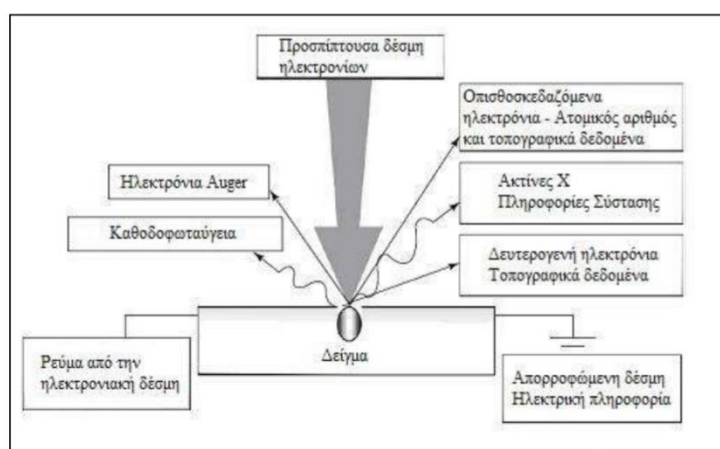 Προσπίπτουσα δέσμη
ηλεκτρονίων
Οπισθοσκεδαζόμενα
ηλεκτρόνια - Ατομικός αριθμός
και τοπογραφικά δεδομένα
Ηλεκτρόνια Auger
Ακτίνες Χ
Πληροφορίες Σύστασης
Καθοδοφωταύγεια
Δευτερογενή ηλεκτρόνια
Τοπογραφικά δεδομένα
Δείγμα
Ρεύμα από την
ηλεκτρονιακή δέσμη
Απορροφώμενη δέσμη
Ηλεκτρική πληροφορία